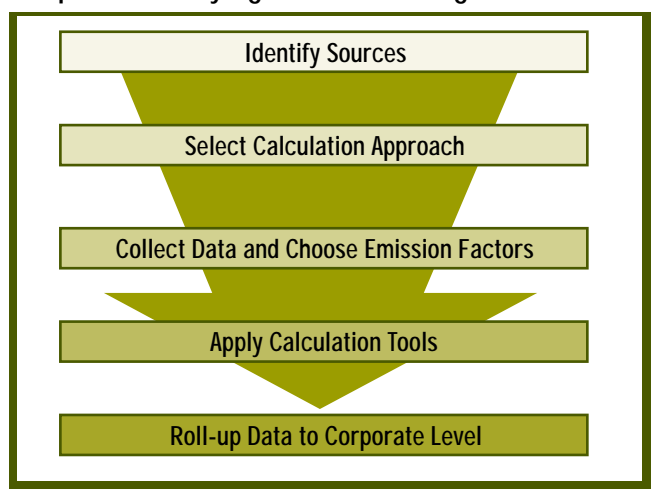 Identify Sources
Select Calculation Approach
Collect Data and Choose Emission Factors
Apply Calculation Tools
Roll-up Data to Corporate Level